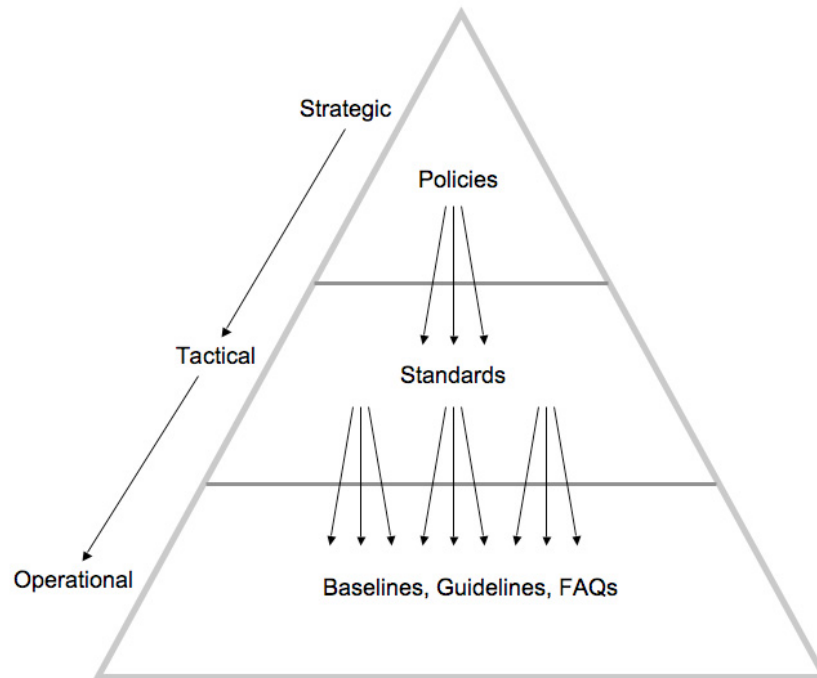 Strategic
Policies
Tactical
Standards
Operational
Baselines, Guidelines, FAQs